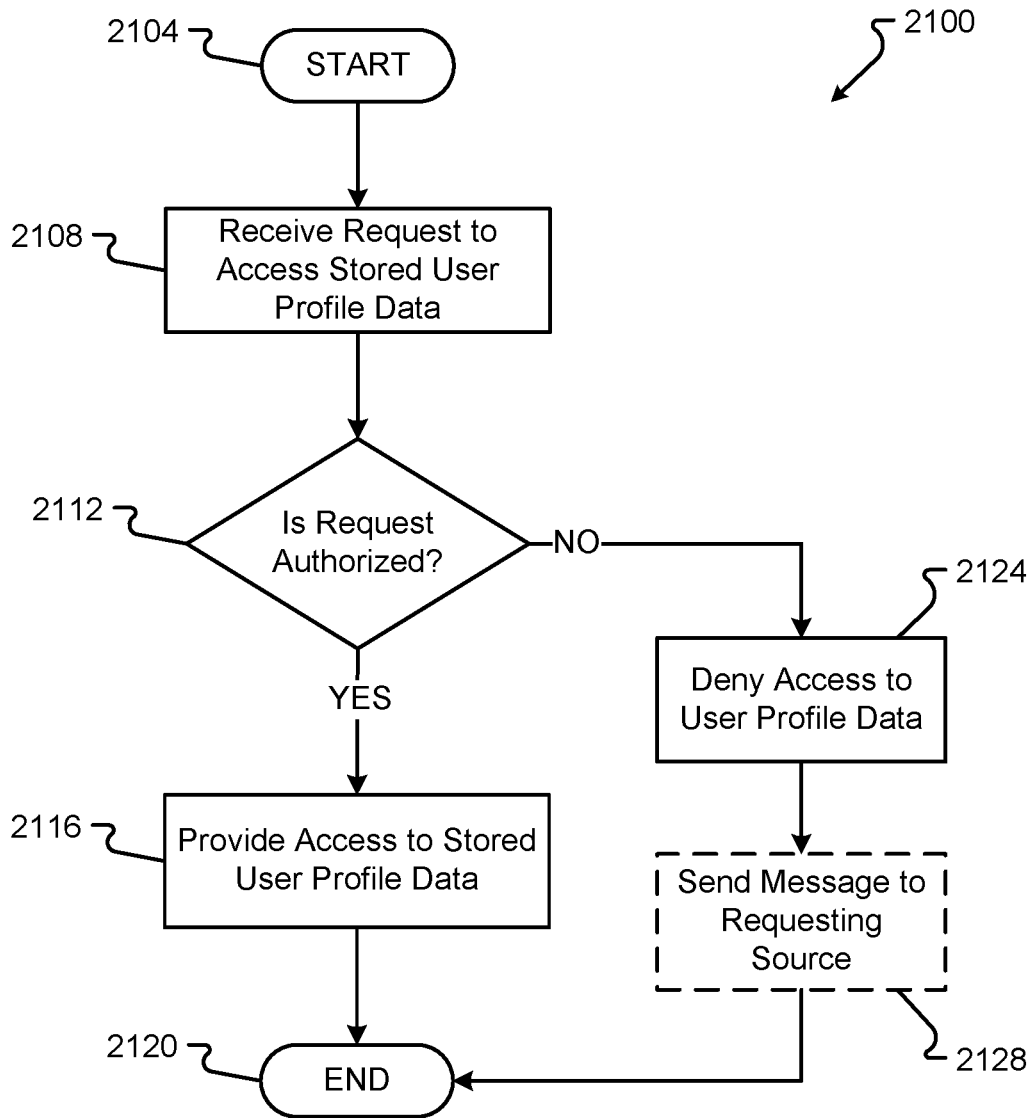 2104
START
2100
2108
Receive Request to
Access Stored User
Profile Data
2112
Is Request
Authorized?
NO
2124
YES
Deny Access to
User Profile Data
2116
Provide Access to Stored
User Profile Data
Send Message to
Requesting
Source
2120
END
2128